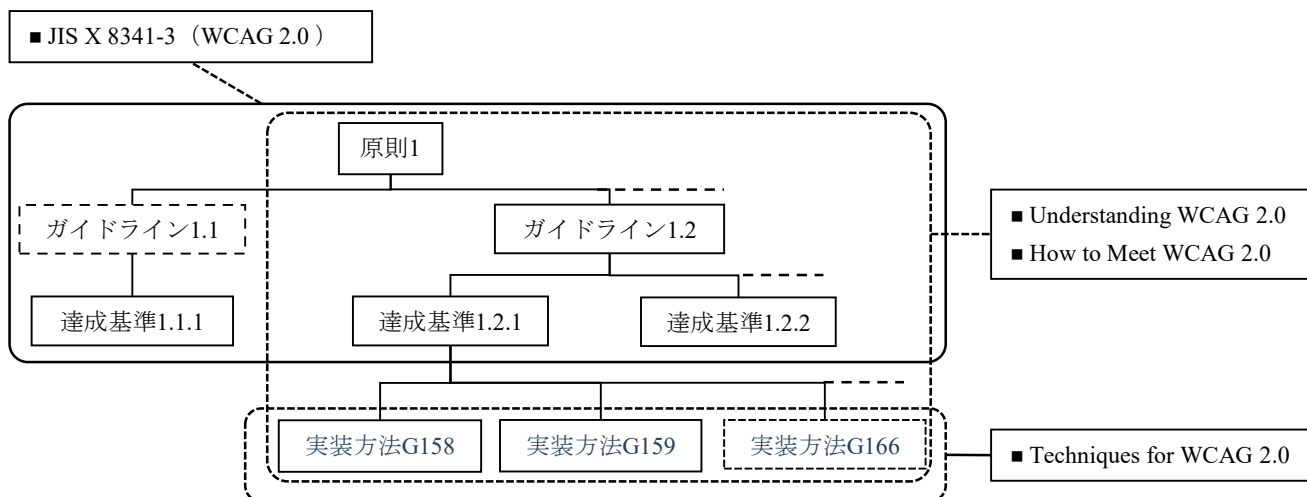 ■ JIS X 8341-3（WCAG 2.0 ）
原則1
ガイドライン1.1
ガイドライン1.2
■ Understanding WCAG 2.0
■ How to Meet WCAG 2.0
達成基準1.1.1
達成基準1.2.1
達成基準1.2.2
実装方法G158
実装方法G159
実装方法G166
■ Techniques for WCAG 2.0